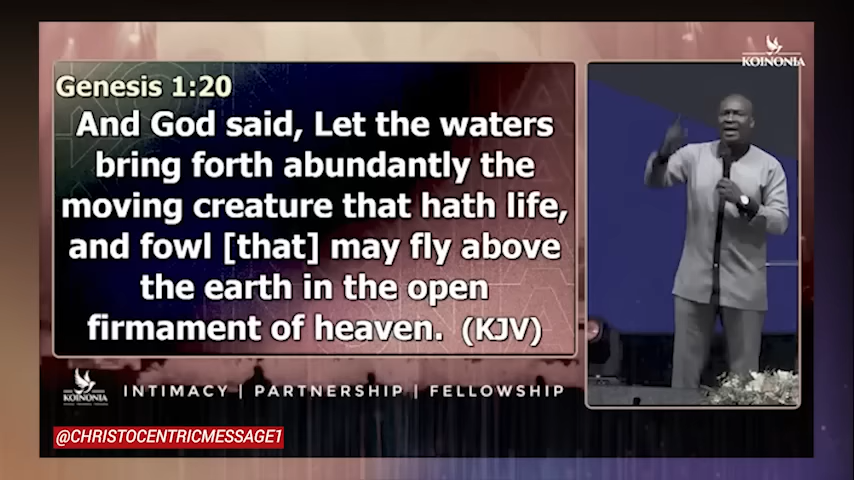 KOINONIA
Genesis 1:20
And God said, Let the waters
bring forth abundantly the
moving creature that hath life,
and fowl [that] may fly above
the earth in the open
firmament of heaven. (KJV)
KOINONIA
INTIMACY | PARTNERSHIP | FELLOWSHIP
@CHRISTOCENTRICMESSAGE1